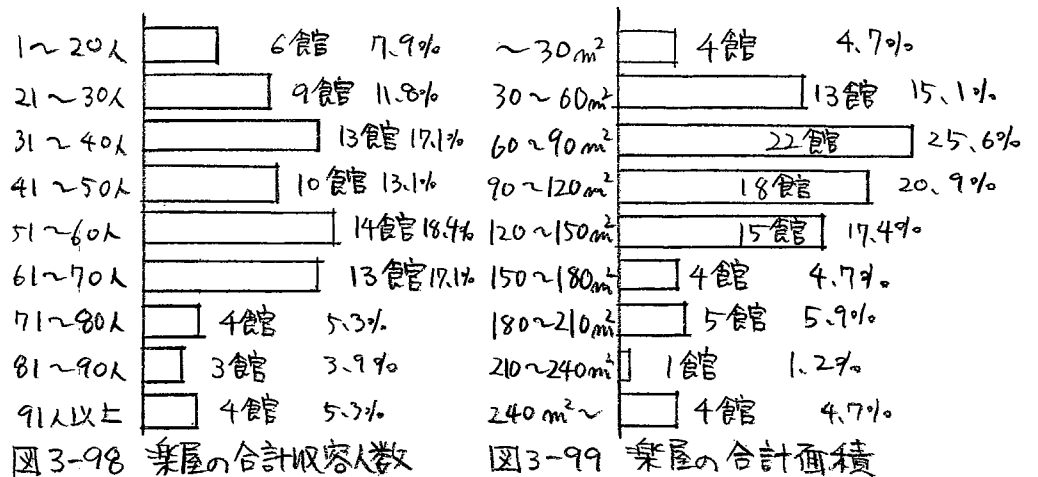 1～20人 6館 7.9%
21～30人 9館 11.8%
31～40人 13館 17.1%
41～50人 10館 13.1%
51～60人 14館 18.4%
61～70人 13館 17.1%
71～80人 4館 5.3%
81～90人 3館 3.9%
91人以上 4館 5.3%
図3-98 楽屋の合計収容人数
～30m² 4館 4.7%
30～60m² 13館 15.1%
60～90m² 22館 25.6%
90～120m² 18館 20.9%
120～150m² 15館 17.4%
150～180m² 4館 4.7%
180～210m² 5館 5.9%
210～240m² 1館 1.2%
240m²～ 4館 4.7%
図3-99 楽屋の合計面積